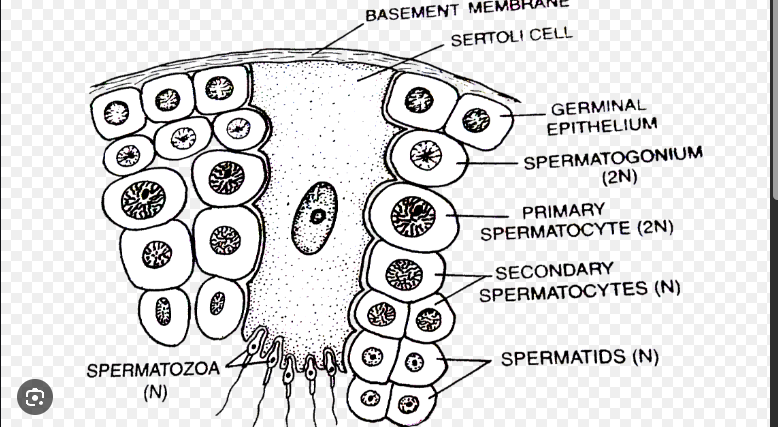 BASEMENT MEMBRANE
SERTOLI CELL
GERMINAL
EPITHELIUM
SPERMATOGONIUM
(2N)
PRIMARY
SPERMATOCYTE (2N)
SECONDARY
SPERMATOCYTES (N)
SPERMATIDS (N)
SPERMATOZOA
(N)